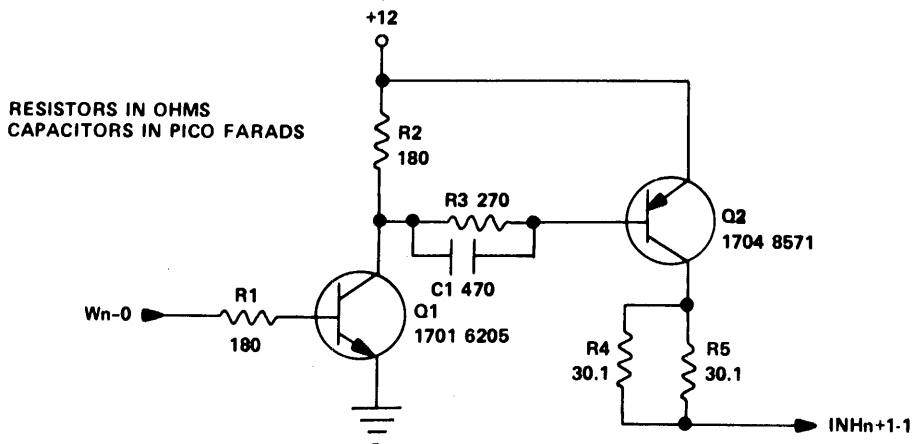 +12
RESISTORS IN OHMS
CAPACITORS IN PICO FARADS
R2
180
R3 270
Q2
1704 8571
C1 470
R1
Wn-0
180
Q1
1701 6205
R4
30.1
R5
30.1
INHn+1-1